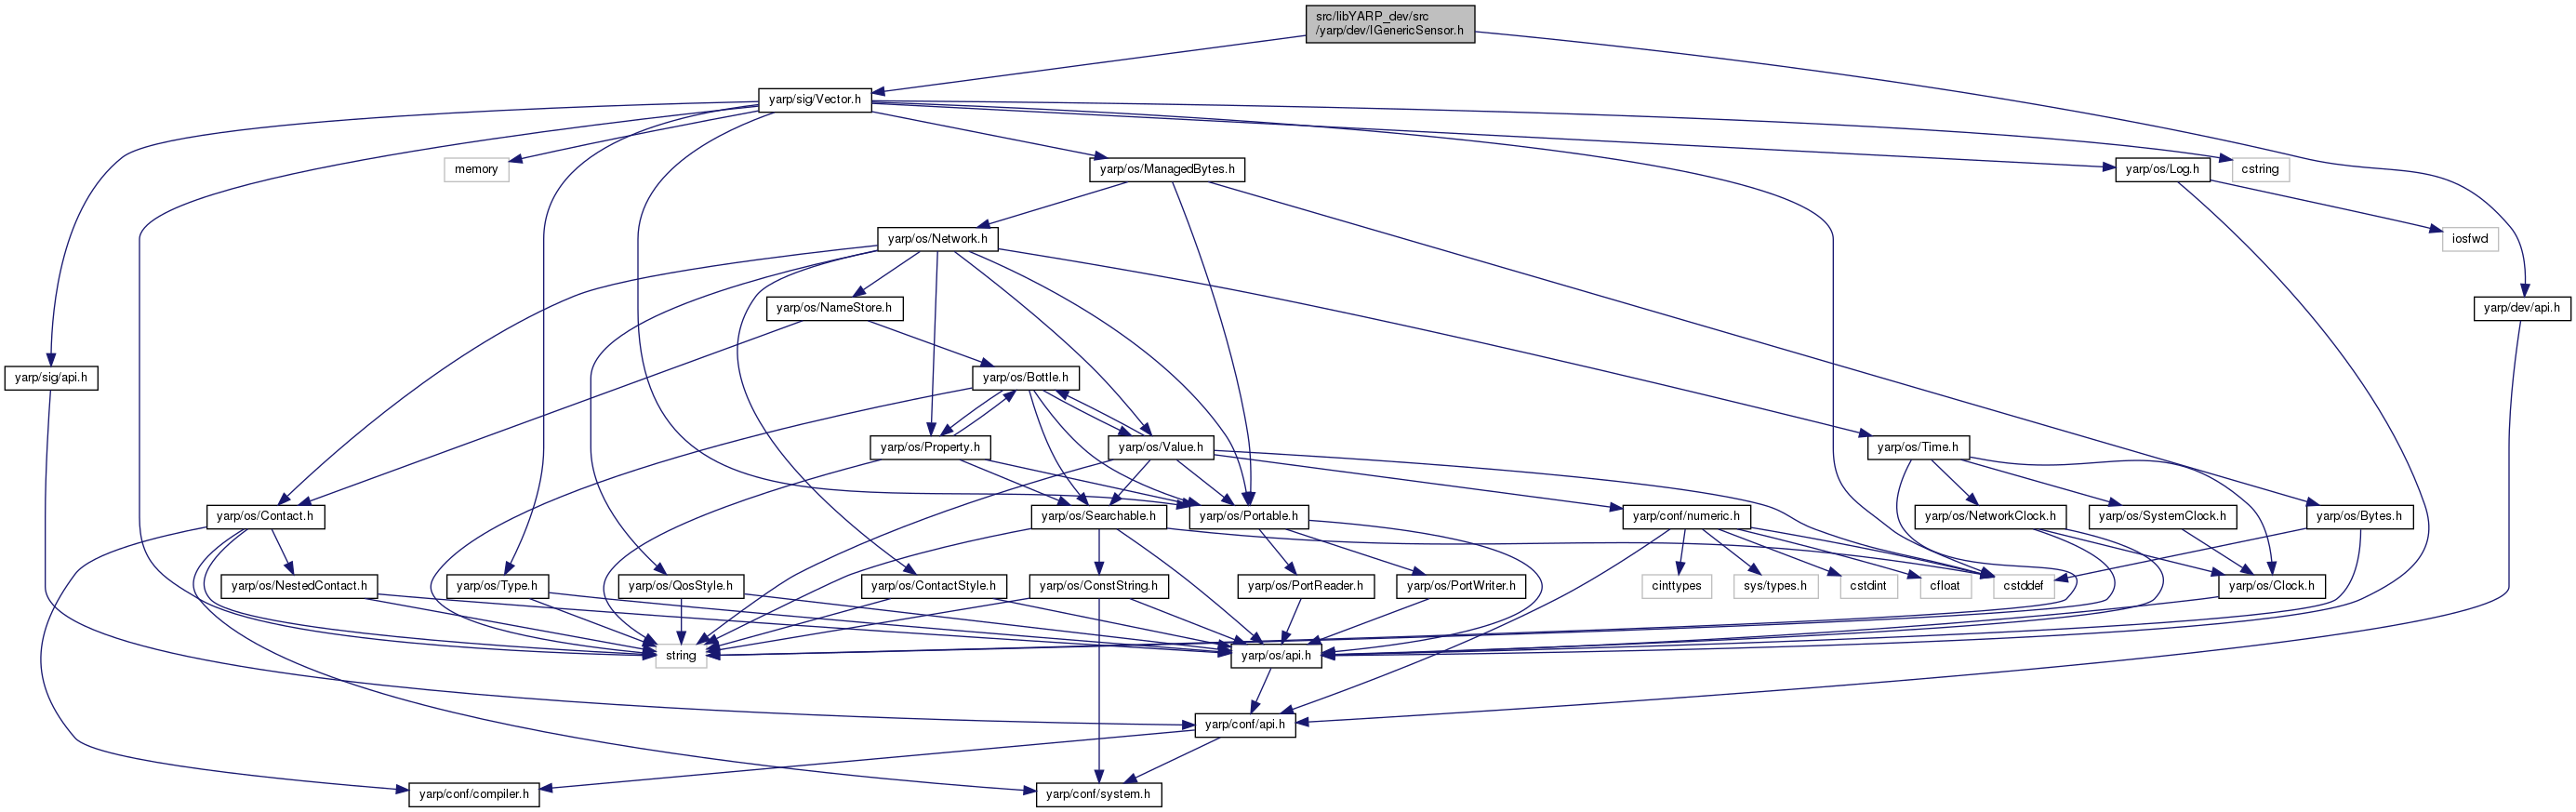 src/libYARP_dev/src
/yarp/dev/IGenericSensor.h
yarp/sig/Vector.h
memory
yarp/os/ManagedBytes.h
yarp/os/Log.h
cstring
yarp/os/Network.h
iosfwd
yarp/os/NameStore.h
yarp/dev/api.h
yarp/sig/api.h
yarp/os/Bottle.h
yarp/os/Property.h
yarp/os/Value.h
yarp/os/Time.h
yarp/os/Contact.h
yarp/os/Searchable.h
yarp/os/Portable.h
yarp/conf/numeric.h
yarp/os/NetworkClock.h
yarp/os/SystemClock.h
yarp/os/Bytes.h
yarp/os/NestedContact.h
yarp/os/Type.h
yarp/os/QosStyle.h
yarp/os/ContactStyle.h
yarp/os/ConstString.h
yarp/os/PortReader.h
yarp/os/PortWriter.h
cinttypes
sys/types.h
cstdint
cfloat
cstddef
yarp/os/Clock.h
string
yarp/os/api.h
yarp/conf/api.h
yarp/conf/compiler.h
yarp/conf/system.h